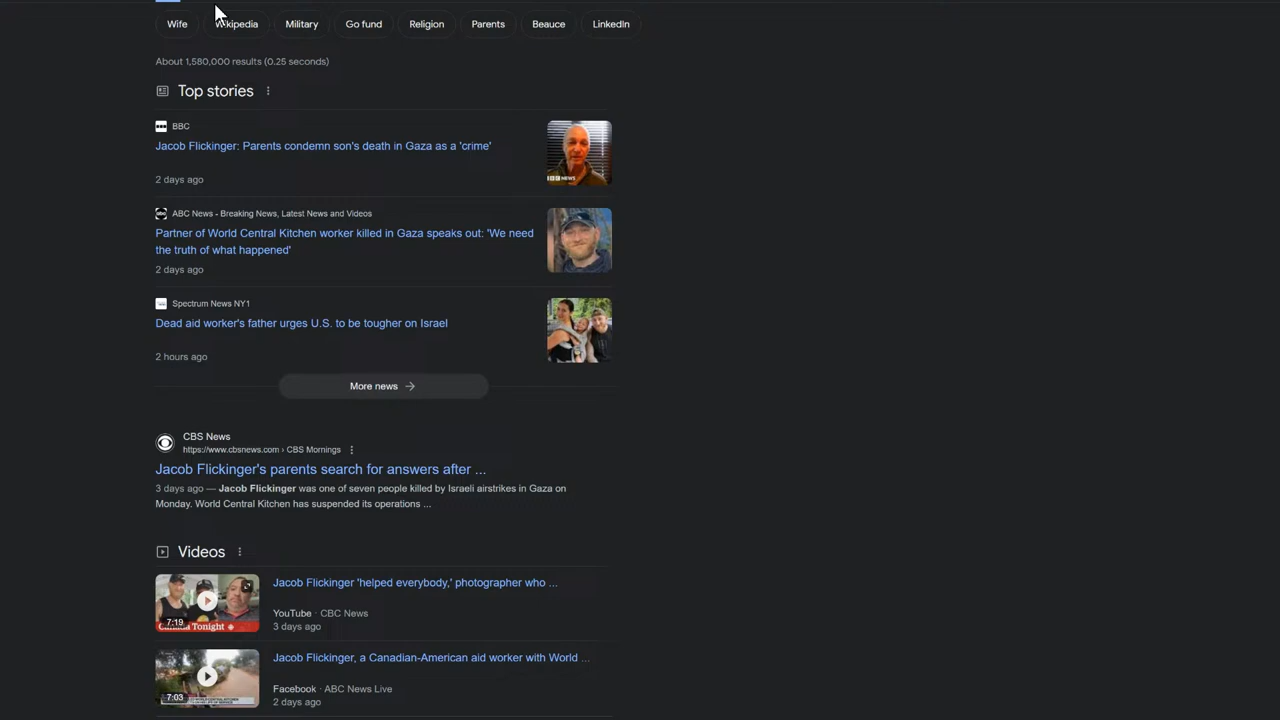 Wife
Wikipedia
Military
Go fund
Religion
Parents
Beauce
LinkedIn
About 1,580,000 results (0.25 seconds)
Top stories
BBC
Jacob Flickinger: Parents condemn son's death in Gaza as a 'crime'
2 days ago
BBC NEWS
ABC News - Breaking News, Latest News and Videos
Partner of World Central Kitchen worker killed in Gaza speaks out: 'We need
the truth of what happened'
2 days ago
Spectrum News NY1
Dead aid worker's father urges U.S. to be tougher on Israel
2 hours ago
More news
CBS News
https://www.cbsnews.com › CBS Mornings
Jacob Flickinger's parents search for answers after ...
3 days ago — Jacob Flickinger was one of seven people killed by Israeli airstrikes in Gaza on
Monday. World Central Kitchen has suspended its operations ...
Videos
Jacob Flickinger 'helped everybody,' photographer who ...
YouTube · CBC News
3 days ago
7:19
Canada Tonight
Jacob Flickinger, a Canadian-American aid worker with World ...
Facebook · ABC News Live
2 days ago
7:03